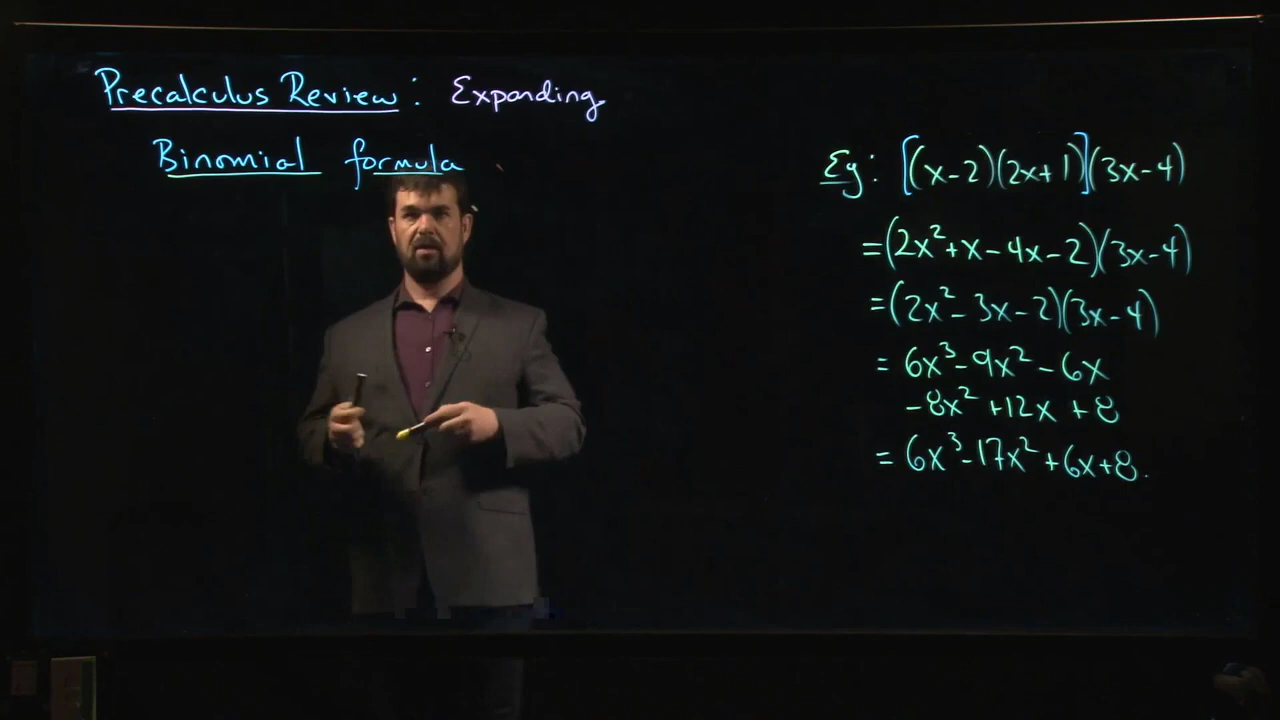 Precalculus Review: Expanding
Binomial formula
Eg: [(x-2)(2x+1)](3x-4)
=(2x²+x-4x-2)(3x-4)
=(2x²-3x-2)(3x-4)
= 6x³-9x²-6x
-8x²+12x+8
= 6x³-17x²+6x+8.